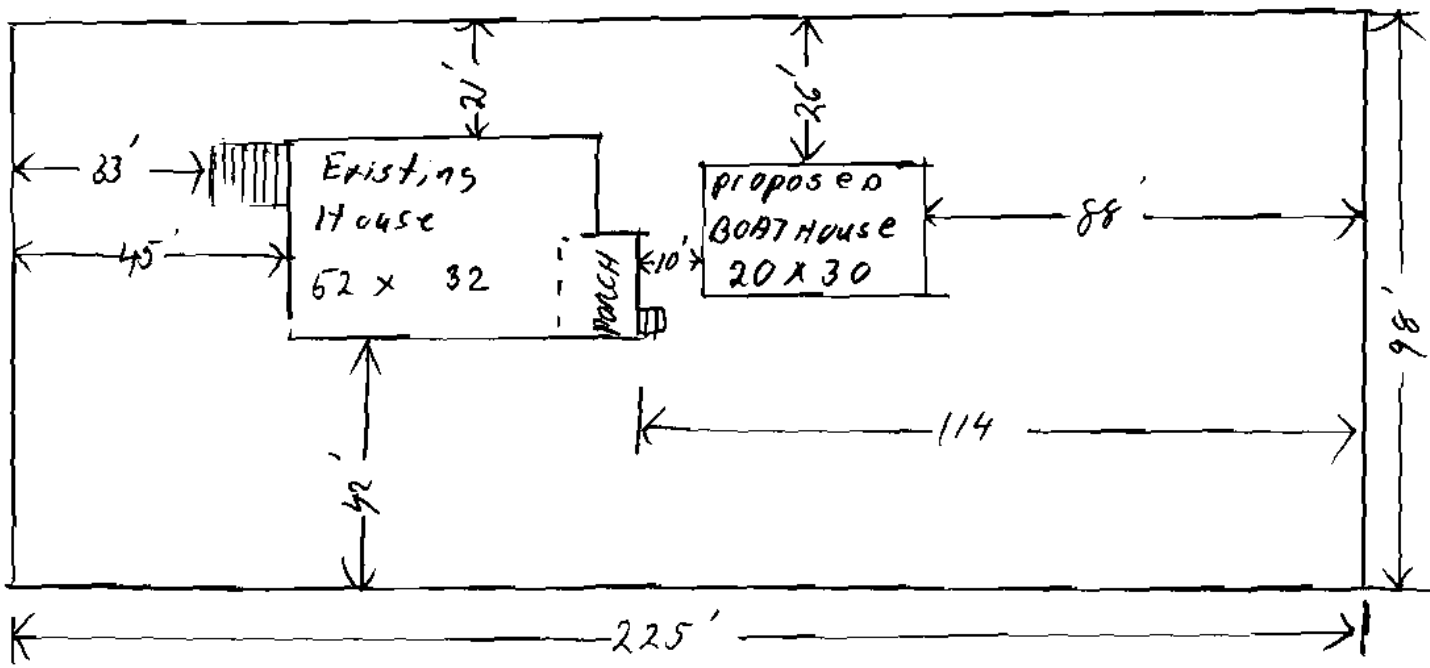 21'
26'
33'
Existing
House
52 x 32
45'
PORCH
10'
proposed
BOAT House
20 X 30
88'
98'
114
42'
225'